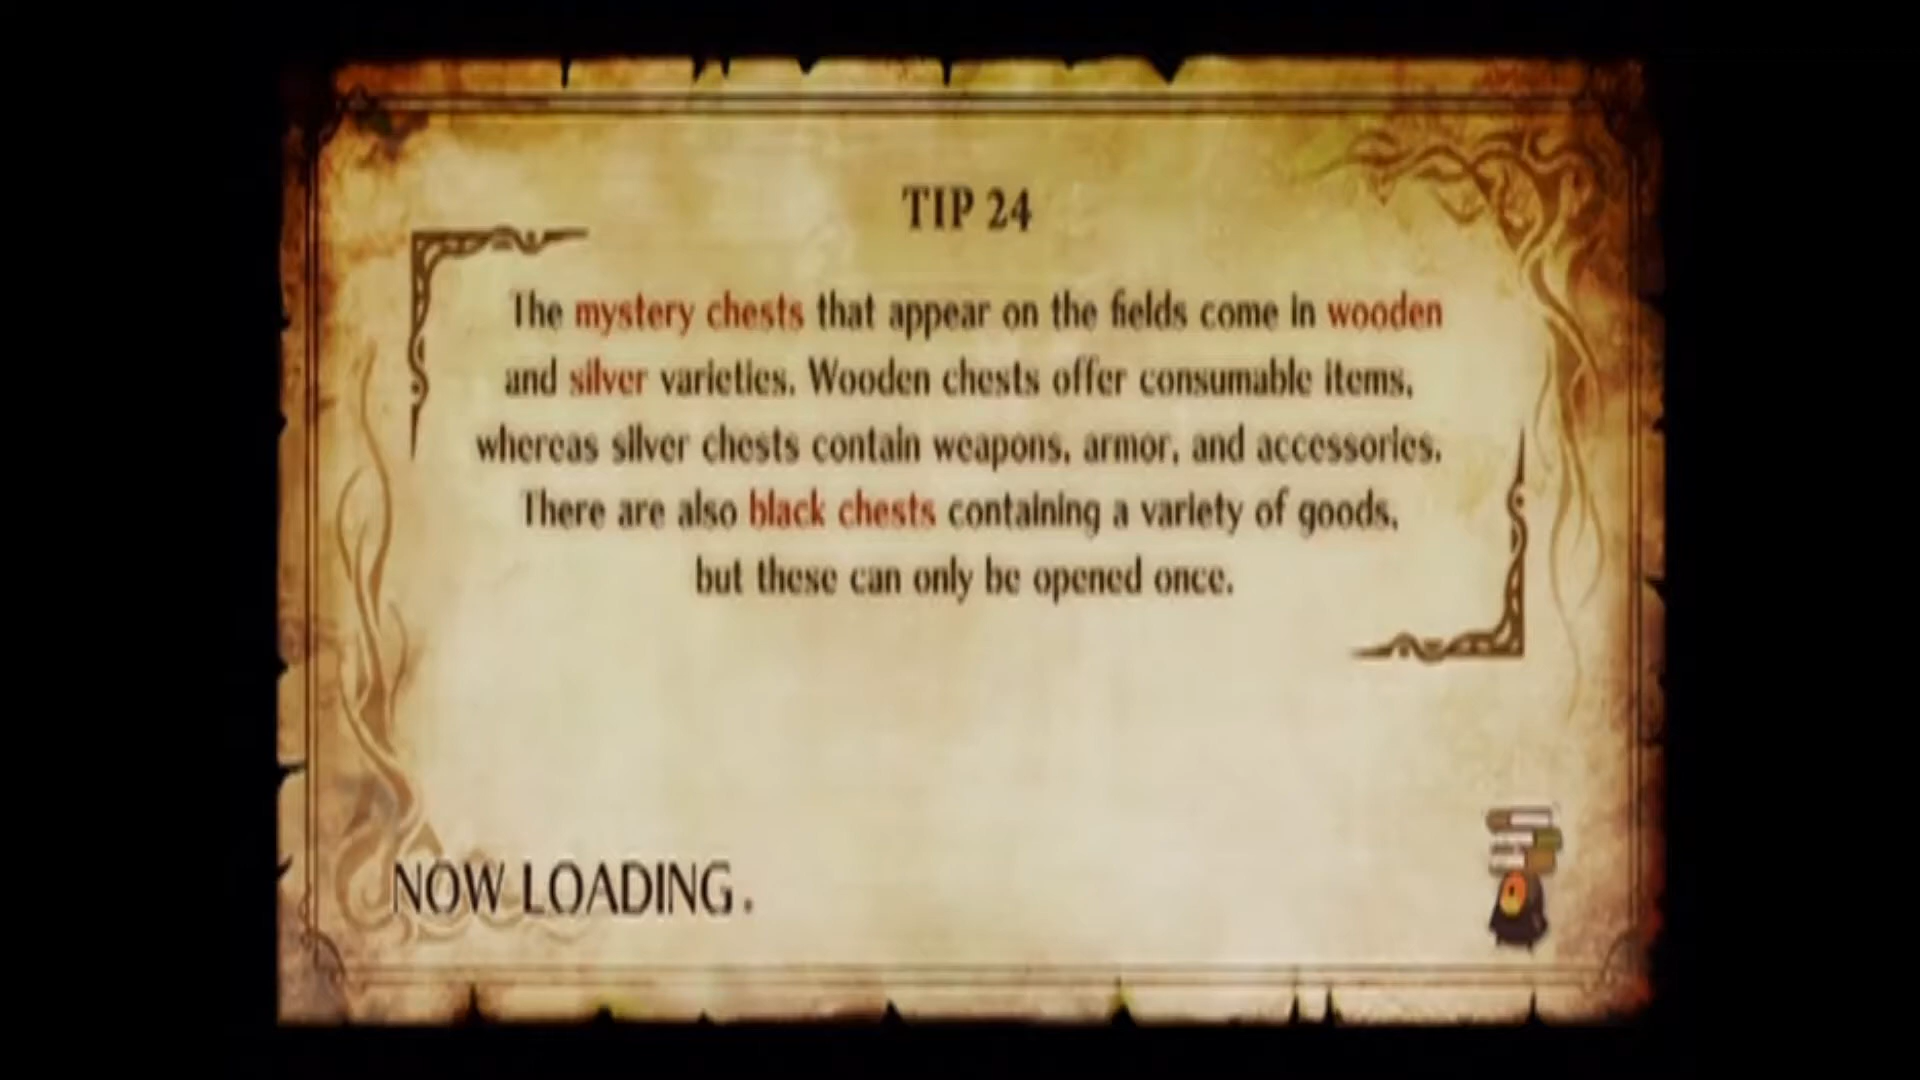 TIP 24
The mystery chests that appear on the fields come in wooden
and silver varieties. Wooden chests offer consumable items,
whereas silver chests contain weapons, armor, and accessories.
There are also black chests containing a variety of goods,
but these can only be opened once.
NOW LOADING.